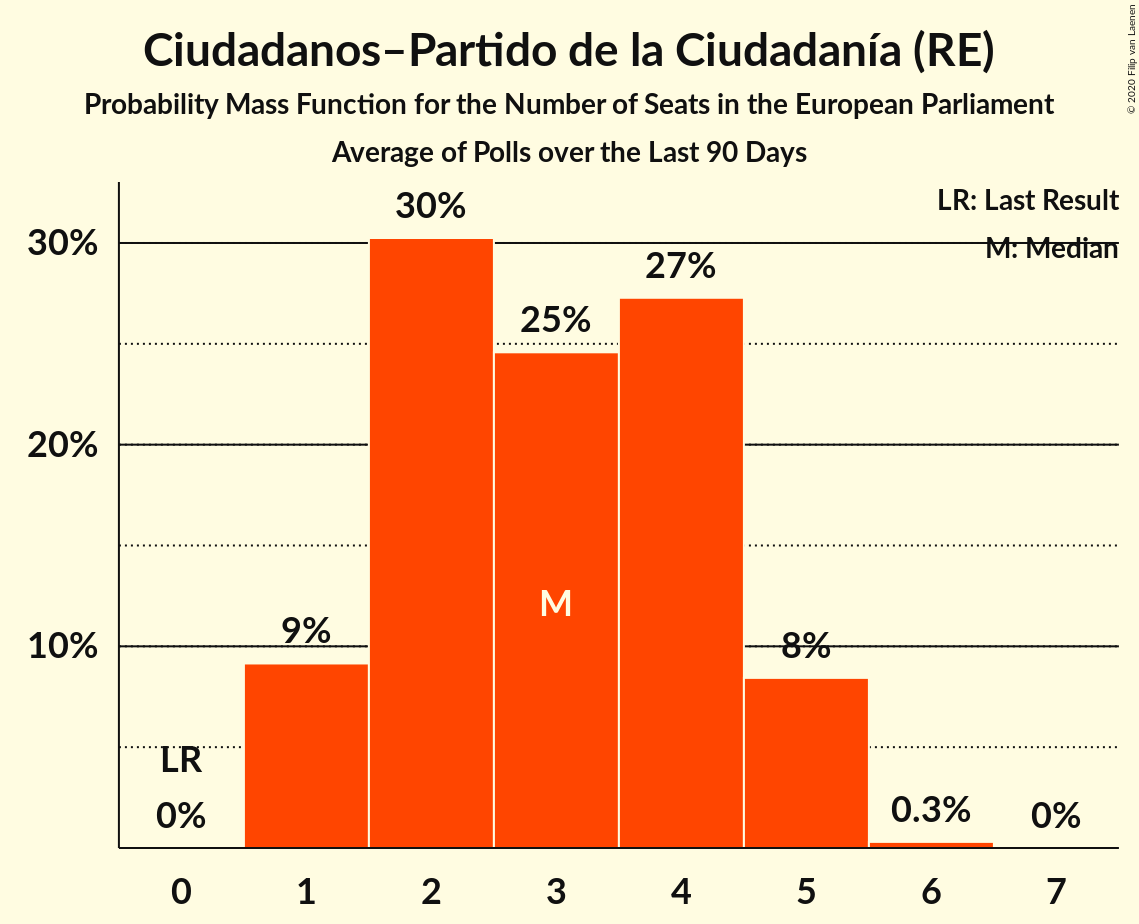 Ciudadanos–Partido de la Ciudadanía (RE)
Probability Mass Function for the Number of Seats in the European Parliament
Average of Polls over the Last 90 Days
© 2020 Filip van Laenen
LR: Last Result
M: Median
30%
20%
10%
LR
0%
9%
30%
25%
M
27%
8%
0.3%
0%
0 1 2 3 4 5 6 7